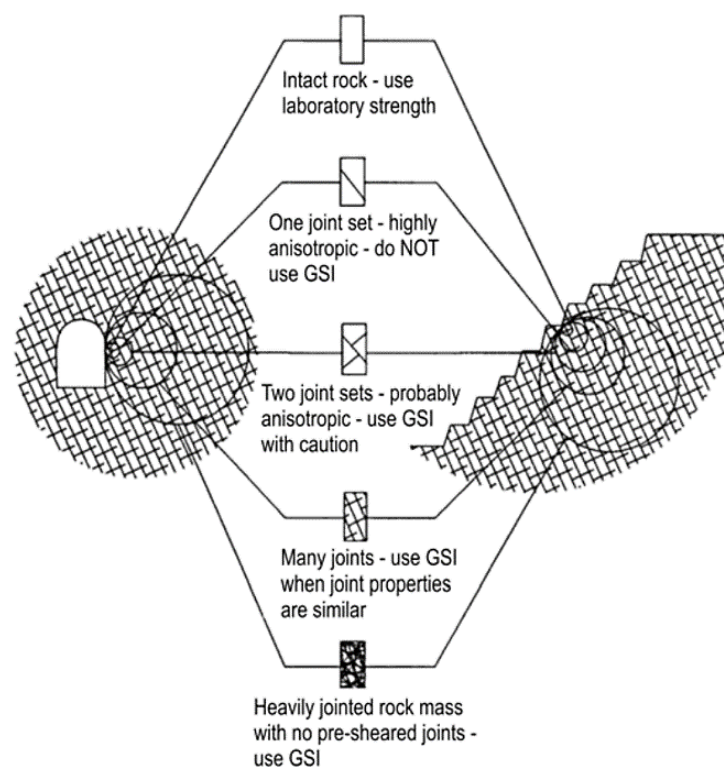 Intact rock - use
laboratory strength
One joint set - highly
anisotropic - do NOT
use GSI
Two joint sets - probably
anisotropic - use GSI
with caution
Many joints - use GSI
when joint properties
are similar
Heavily jointed rock mass
with no pre-sheared joints -
use GSI